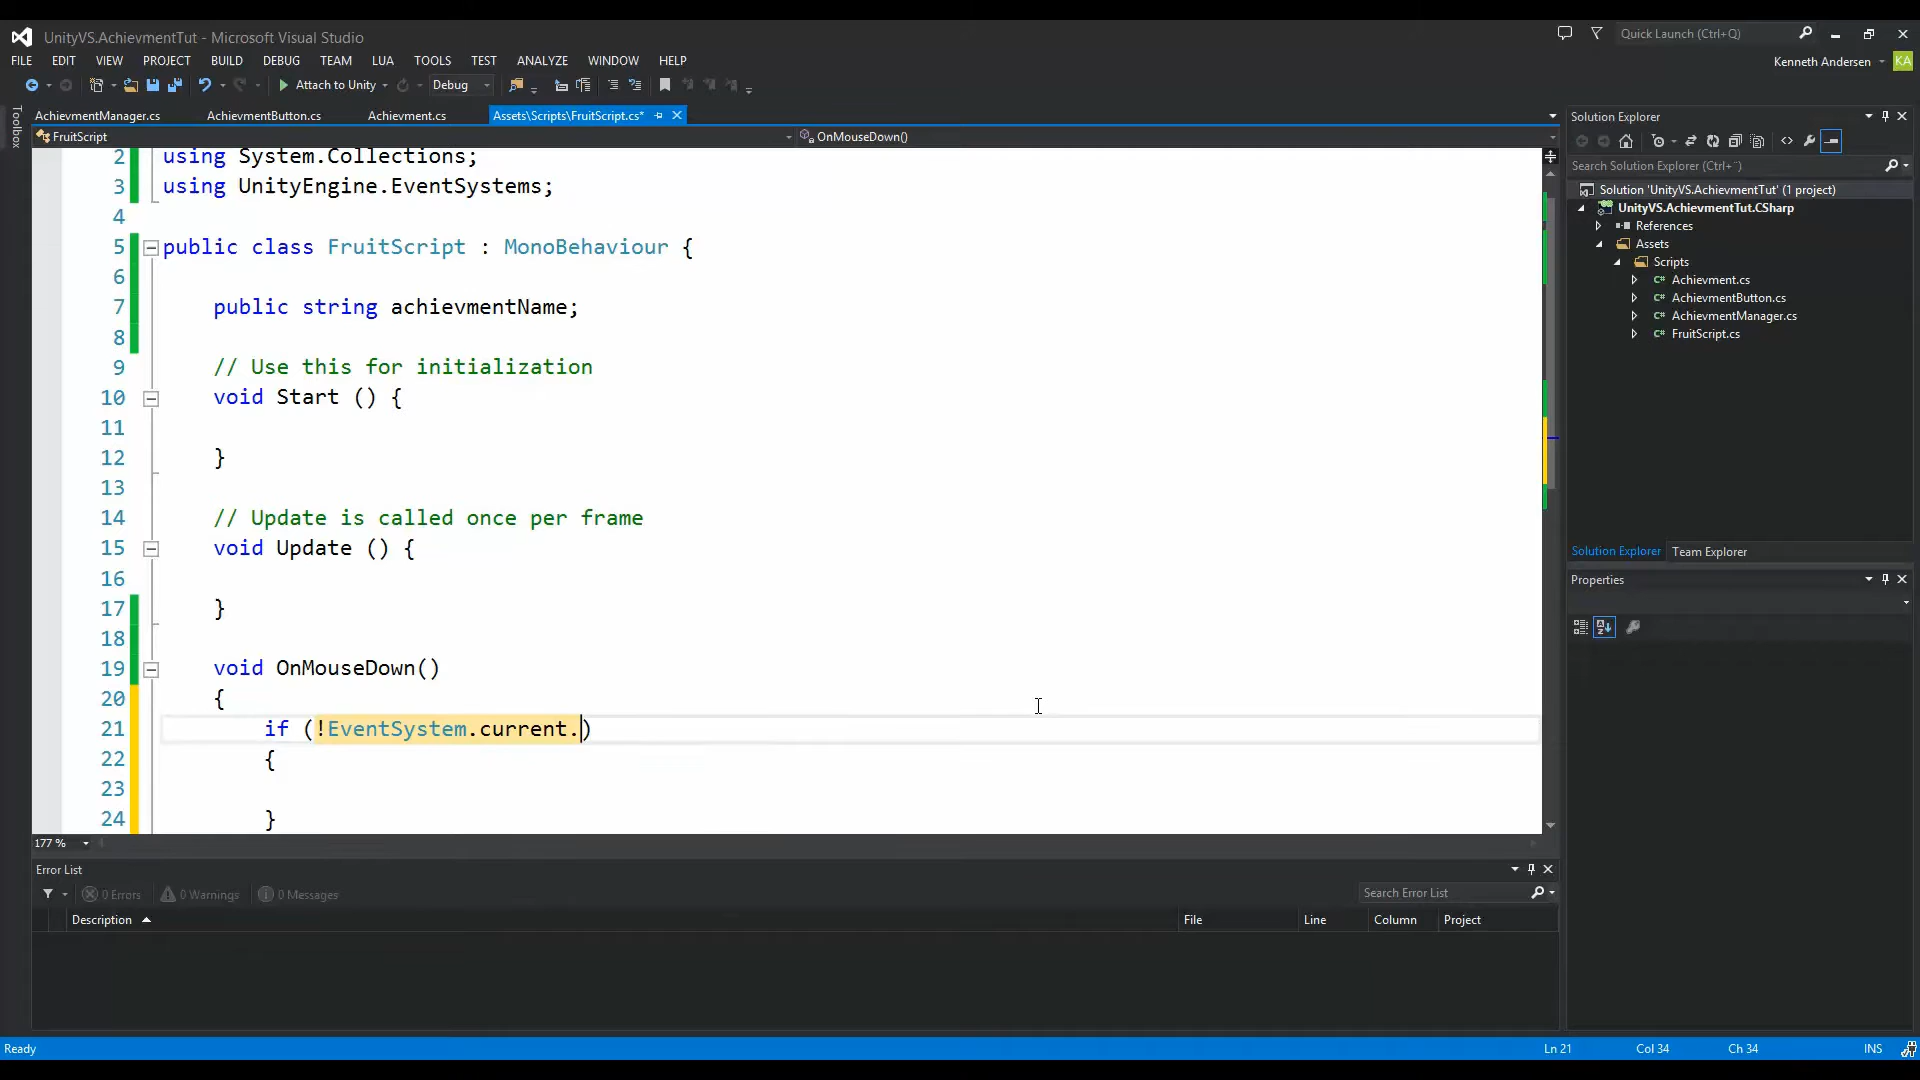 UnityVS.AchievmentTut - Microsoft Visual Studio
Quick Launch (Ctrl+Q)
FILE EDIT VIEW PROJECT BUILD DEBUG TEAM LUA TOOLS TEST ANALYZE WINDOW HELP
Kenneth Andersen KA
Attach to Unity Debug
Toolbox
AchievmentManager.cs AchievmentButton.cs Achievment.cs Assets\Scripts\FruitScript.cs*
FruitScript OnMouseDown()
2 using System.Collections;
3 using UnityEngine.EventSystems;
4
5 public class FruitScript : MonoBehaviour {
6
7 public string achievmentName;
8
9 // Use this for initialization
10 void Start () {
11
12 }
13
14 // Update is called once per frame
15 void Update () {
16
17 }
18
19 void OnMouseDown()
20 {
21 if (!EventSystem.current.)
22 {
23
24 }
177 %
Solution Explorer
Search Solution Explorer (Ctrl+¨)
Solution 'UnityVS.AchievmentTut' (1 project)
UnityVS.AchievmentTut.CSharp
References
Assets
Scripts
C# Achievment.cs
C# AchievmentButton.cs
C# AchievmentManager.cs
C# FruitScript.cs
Solution Explorer Team Explorer
Properties
Error List
0 Errors 0 Warnings 0 Messages
Search Error List
Description File Line Column Project
Ready Ln 21 Col 34 Ch 34 INS